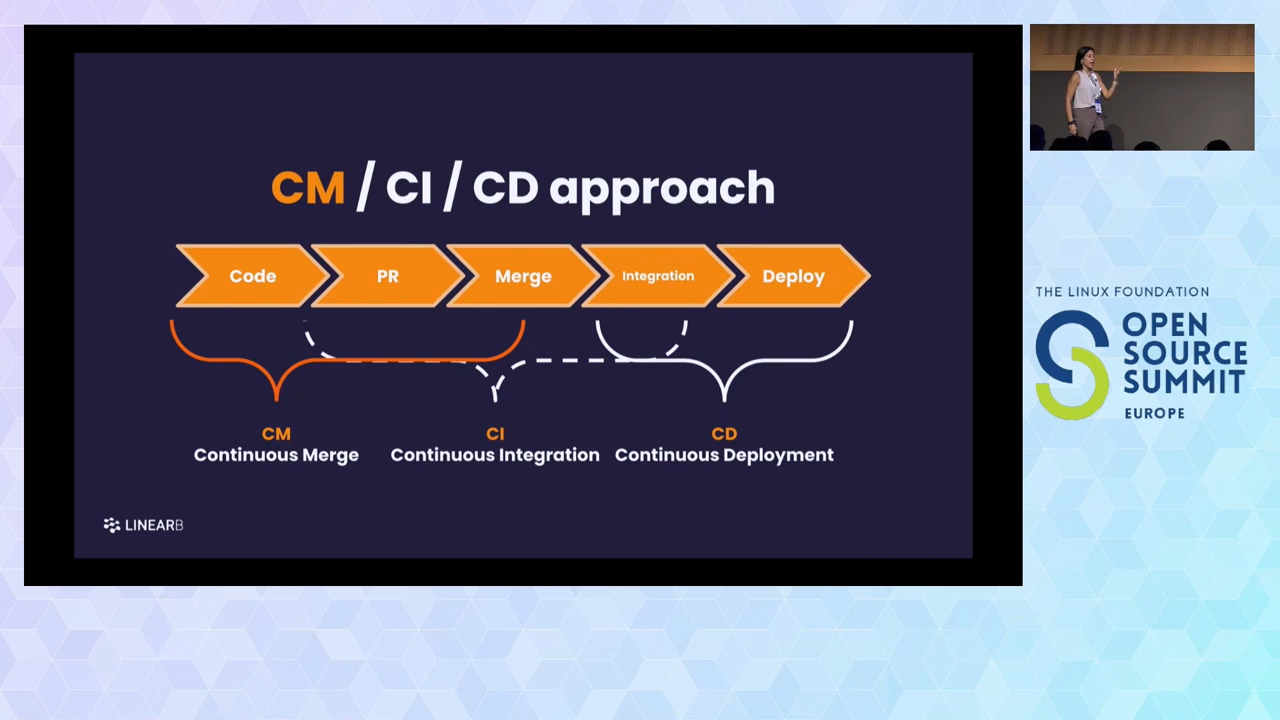 CM / CI / CD approach
Code
PR
Merge
Integration
Deploy
CM
Continuous Merge
CI
Continuous Integration
CD
Continuous Deployment
LINEARB
THE LINUX FOUNDATION
OPEN
SOURCE
SUMMIT
EUROPE